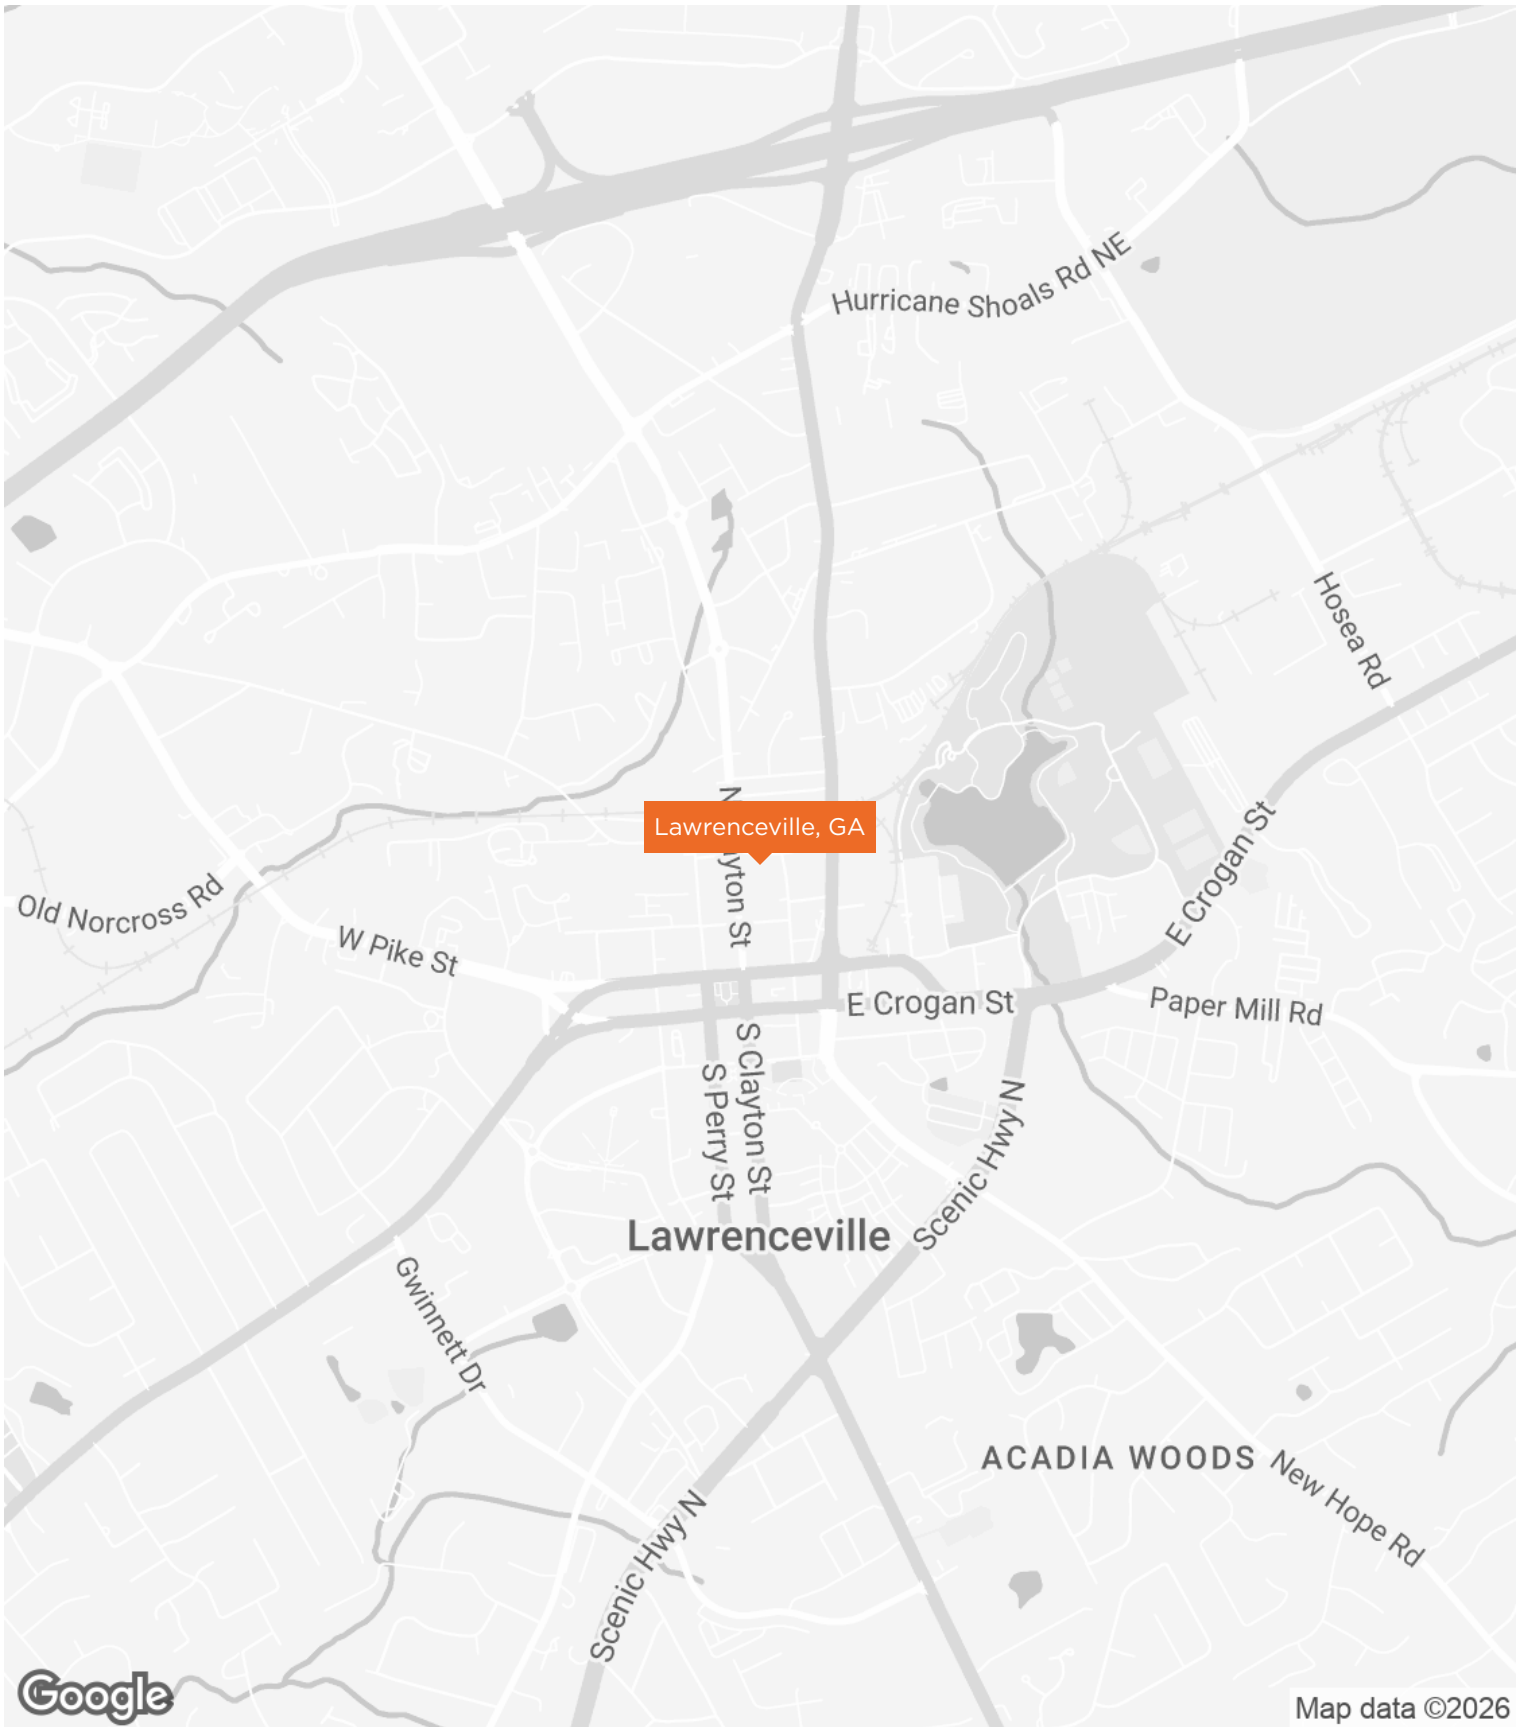 Hurricane Shoals Rd NE
Hosea Rd
Lawrenceville, GA
N
yton St
Old Norcross Rd
W Pike St
E Crogan St
E Crogan St
Paper Mill Rd
S Clayton St
S Perry St
Scenic Hwy N
Lawrenceville
Gwinnett Dr
ACADIA WOODS
New Hope Rd
Scenic Hwy N
Google
Map data ©2026